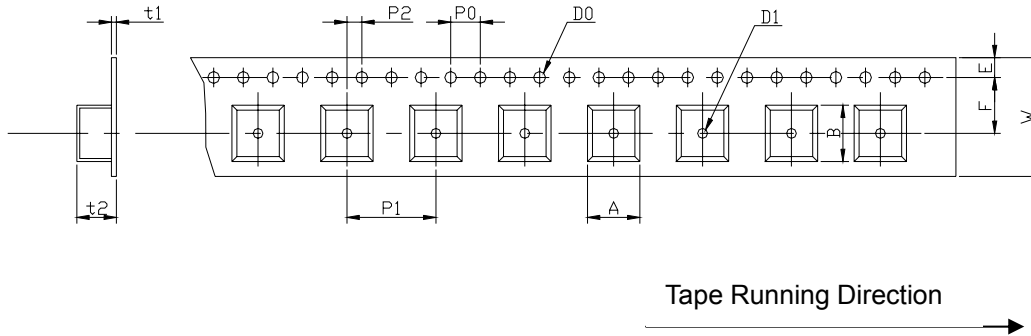 t1
P2
P0
D0
D1
E
F
W
B
t2
P1
A
Tape Running Direction